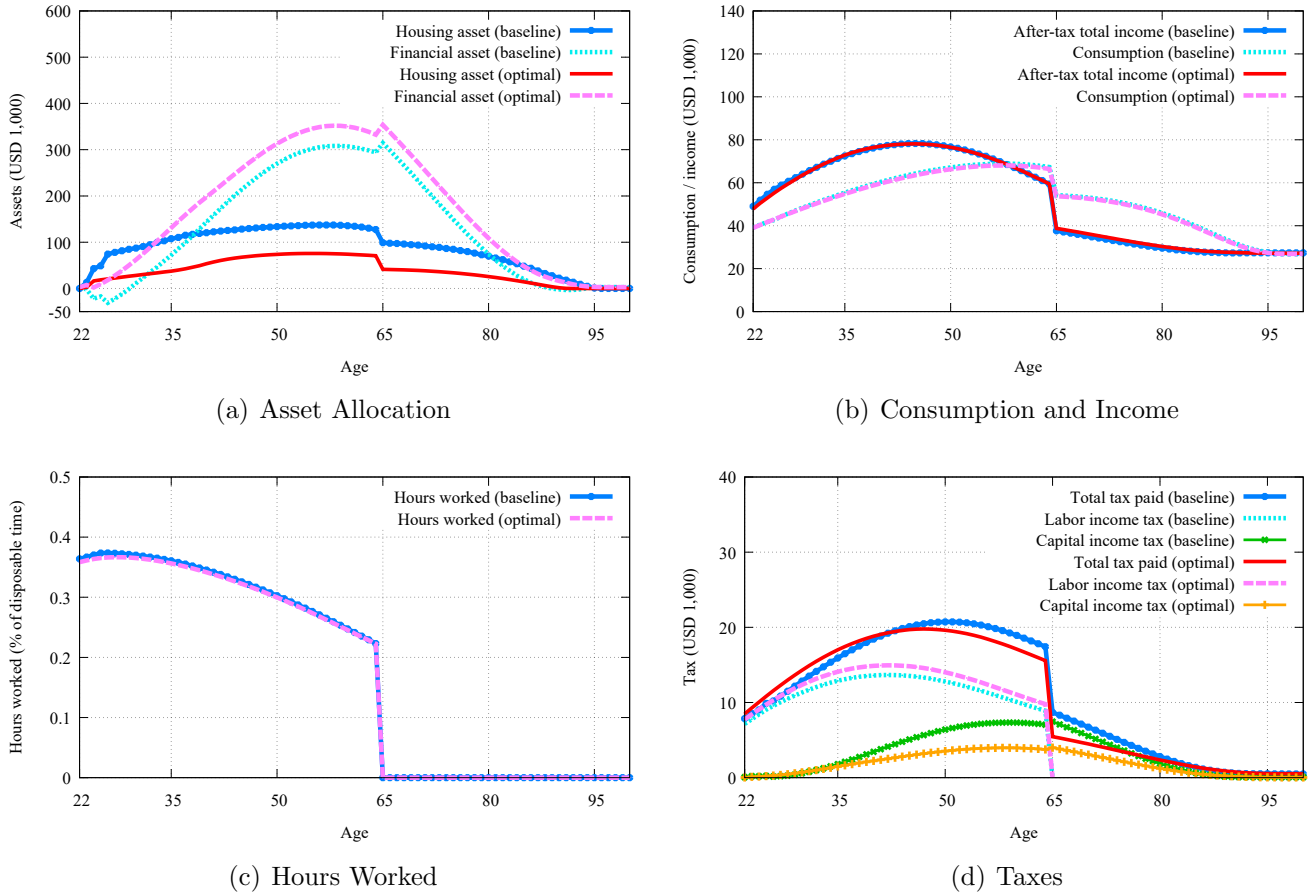 600
500
400
300
200
100
0
-50
22
35
50
65
80
95
Assets (USD 1,000)
Age
Housing asset (baseline)
Financial asset (baseline)
Housing asset (optimal)
Financial asset (optimal)
(a) Asset Allocation
140
120
100
80
60
40
20
0
22
35
50
65
80
95
Consumption / income (USD 1,000)
Age
After-tax total income (baseline)
Consumption (baseline)
After-tax total income (optimal)
Consumption (optimal)
(b) Consumption and Income
0.5
0.4
0.3
0.2
0.1
0
22
35
50
65
80
95
Hours worked (% of disposable time)
Age
Hours worked (baseline)
Hours worked (optimal)
(c) Hours Worked
40
30
20
10
0
22
35
50
65
80
95
Tax (USD 1,000)
Age
Total tax paid (baseline)
Labor income tax (baseline)
Capital income tax (baseline)
Total tax paid (optimal)
Labor income tax (optimal)
Capital income tax (optimal)
(d) Taxes